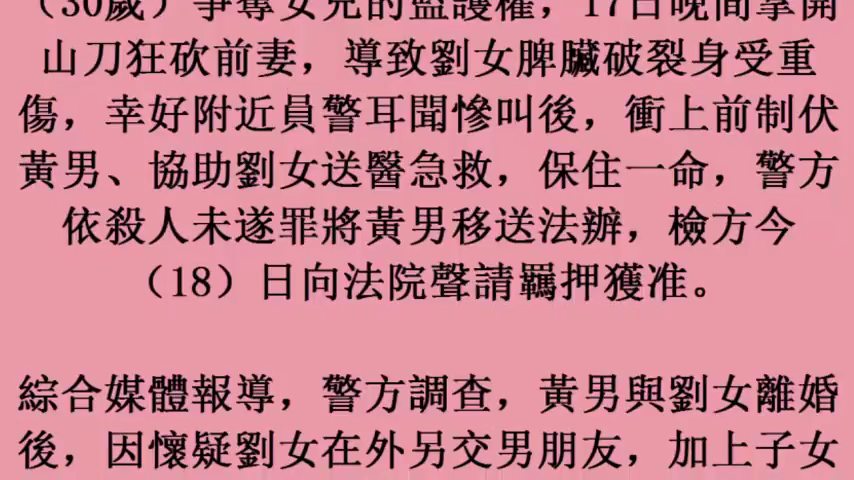 （30歲）爭奪女兒的監護權，17日晚間拿開
山刀狂砍前妻，導致劉女脾臟破裂身受重
傷，幸好附近員警耳聞慘叫後，衝上前制伏
黃男、協助劉女送醫急救，保住一命，警方
依殺人未遂罪將黃男移送法辦，檢方今
（18）日向法院聲請羈押獲准。
綜合媒體報導，警方調查，黃男與劉女離婚
後，因懷疑劉女在外另交男朋友，加上子女